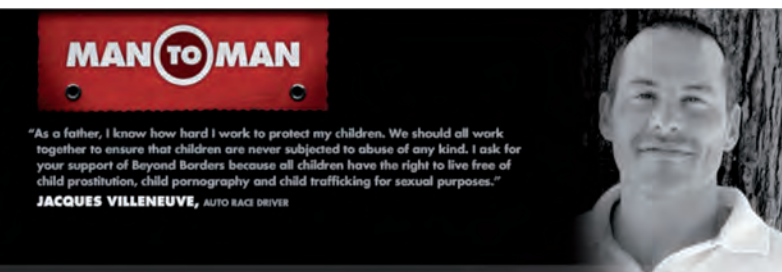 MAN TO MAN
“As a father, I know how hard I work to protect my children. We should all work
together to ensure that children are never subjected to abuse of any kind. I ask for
your support of Beyond Borders because all children have the right to live free of
child prostitution, child pornography and child trafficking for sexual purposes.”
JACQUES VILLENEUVE, AUTO RACE DRIVER